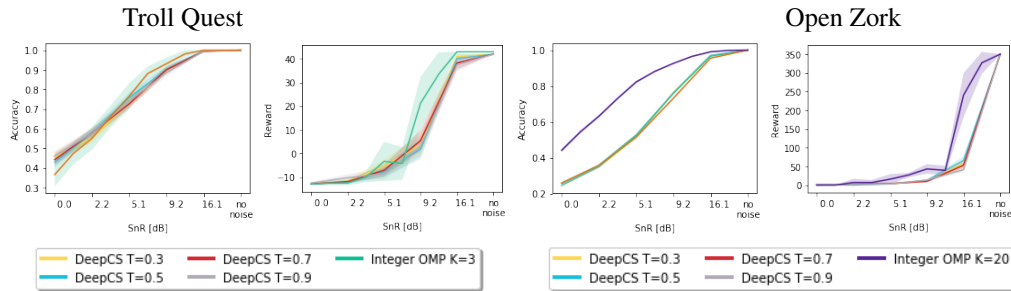 Troll Quest
Open Zork
1.0
0.9
0.8
0.7
0.6
0.5
0.4
0.3
Accuracy
0.0 2.2 5.1 9.2 16.1 no noise
SnR [dB]
40
30
20
10
0
−10
Reward
0.0 2.2 5.1 9.2 16.1 no noise
SnR [dB]
1.0
0.8
0.6
0.4
0.2
Accuracy
0.0 2.2 5.1 9.2 16.1 no noise
SnR [dB]
350
300
250
200
150
100
50
0
Reward
0.0 2.2 5.1 9.2 16.1 no noise
SnR [dB]
DeepCS T=0.3 DeepCS T=0.7 Integer OMP K=3
DeepCS T=0.5 DeepCS T=0.9
DeepCS T=0.3 DeepCS T=0.7 Integer OMP K=20
DeepCS T=0.5 DeepCS T=0.9